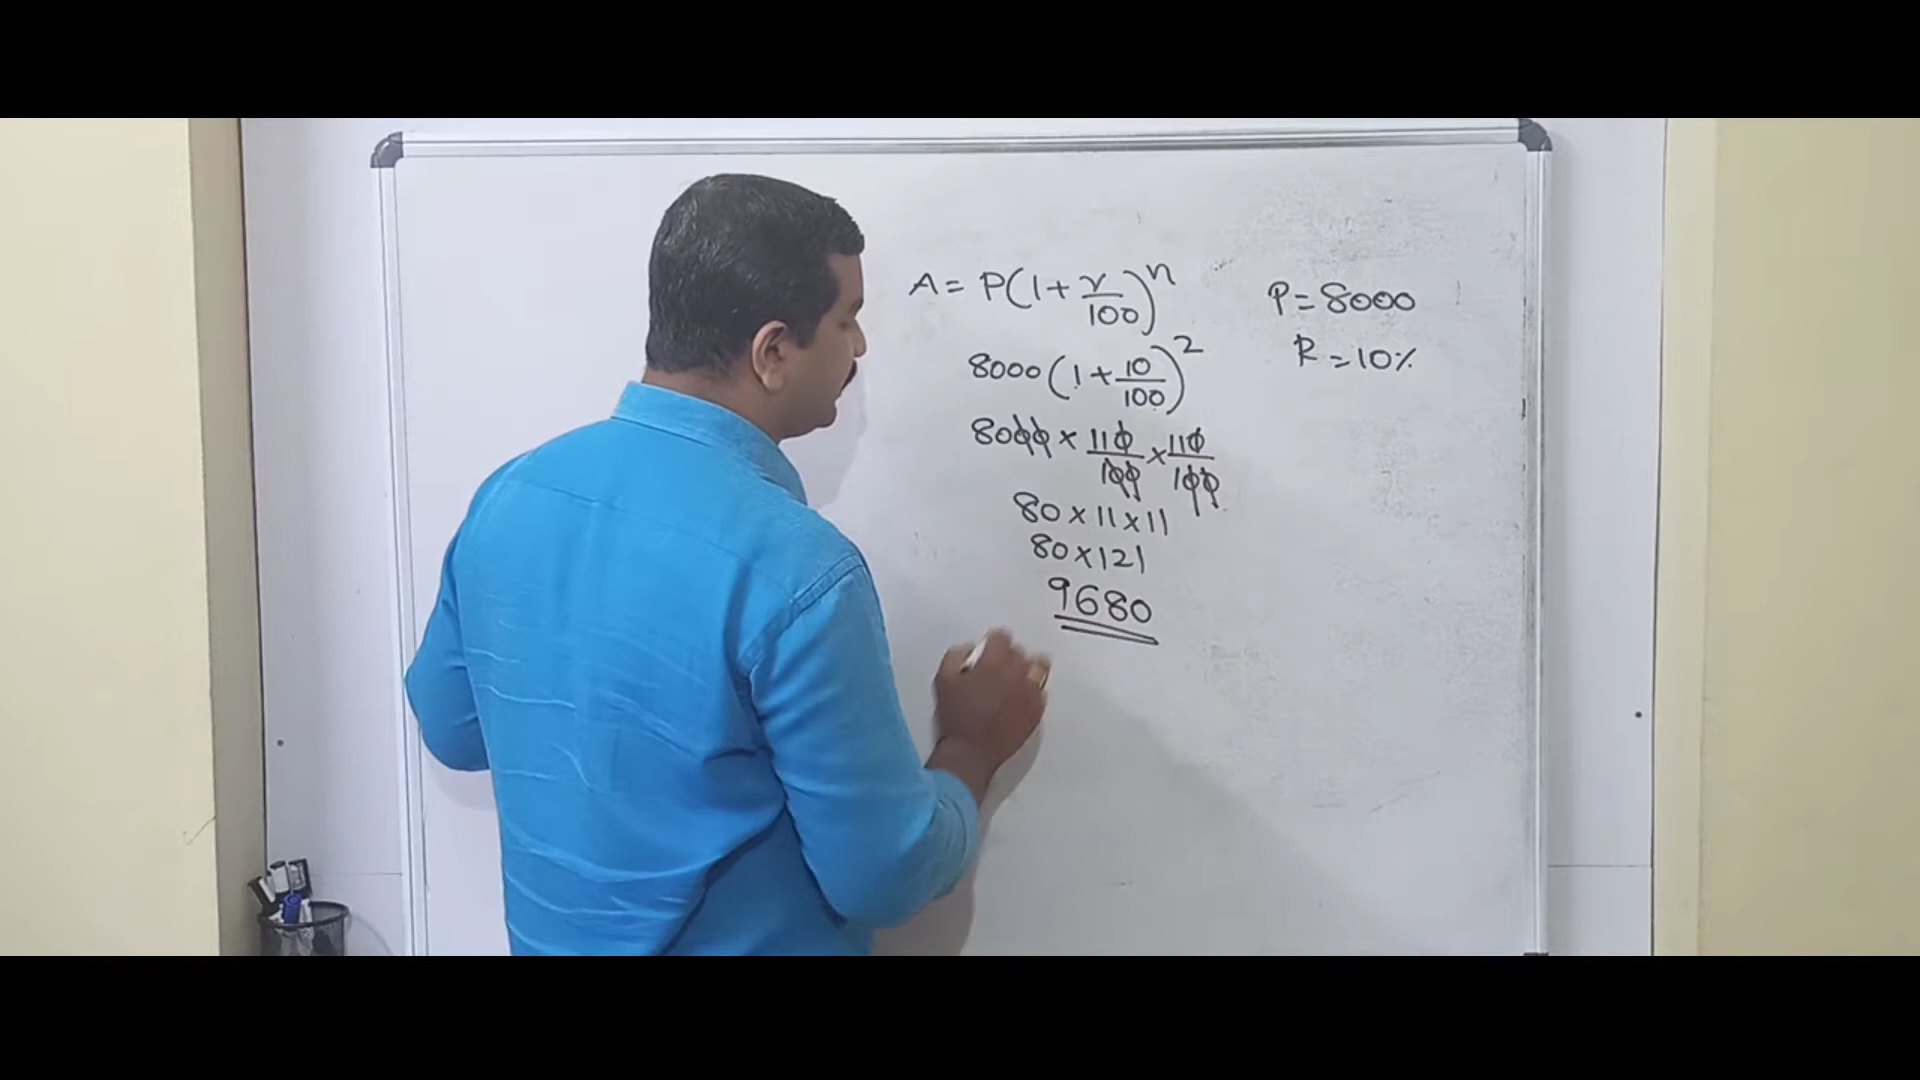 A = P(1 + r/100)^n
P = 8000
8000 (1 + 10/100)^2
R = 10%
8000 × 110/100 × 110/100
80 × 11 × 11
80 × 121
9680